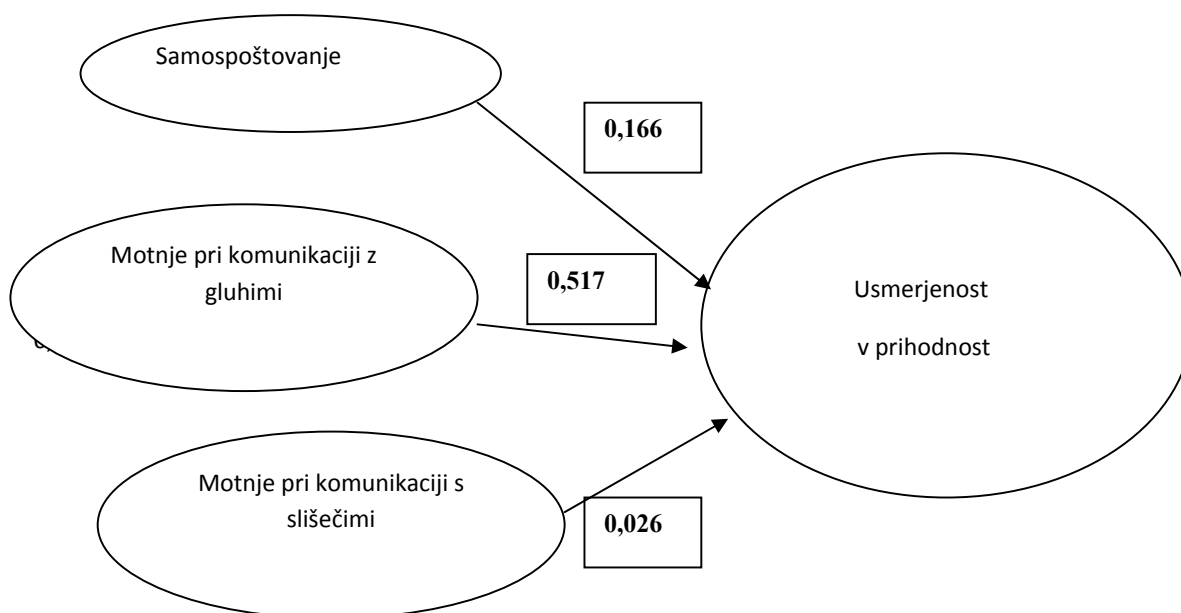 Samospoštovanje
0,166
Motnje pri komunikaciji z
gluhimi
0,517
Usmerjenost
v prihodnost
Motnje pri komunikaciji s
slišečimi
0,026